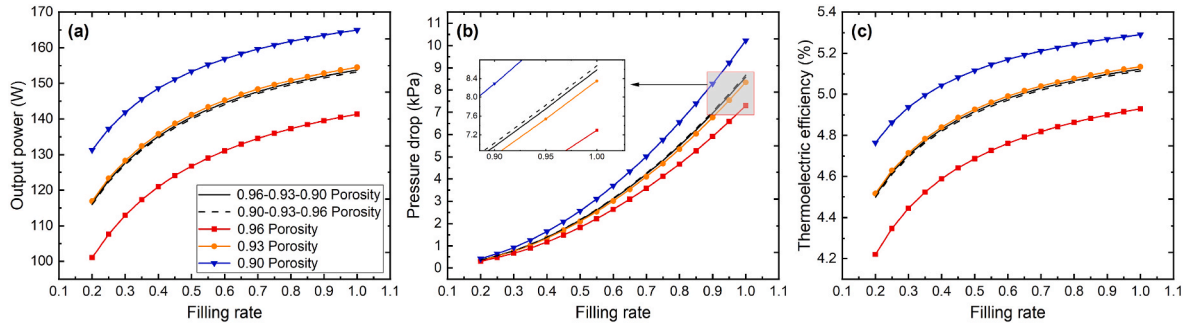 (a)
Output power (W)
170
160
150
140
130
120
110
100
0.96-0.93-0.90 Porosity
0.90-0.93-0.96 Porosity
0.96 Porosity
0.93 Porosity
0.90 Porosity
0.1 0.2 0.3 0.4 0.5 0.6 0.7 0.8 0.9 1.0 1.1
Filling rate
(b)
Pressure drop (kPa)
11
10
9
8
7
6
5
4
3
2
1
0
8.4
8.0
7.6
7.2
0.90 0.95 1.00
0.1 0.2 0.3 0.4 0.5 0.6 0.7 0.8 0.9 1.0 1.1
Filling rate
(c)
Thermoelectric efficiency (%)
5.4
5.2
5.0
4.8
4.6
4.4
4.2
0.1 0.2 0.3 0.4 0.5 0.6 0.7 0.8 0.9 1.0 1.1
Filling rate